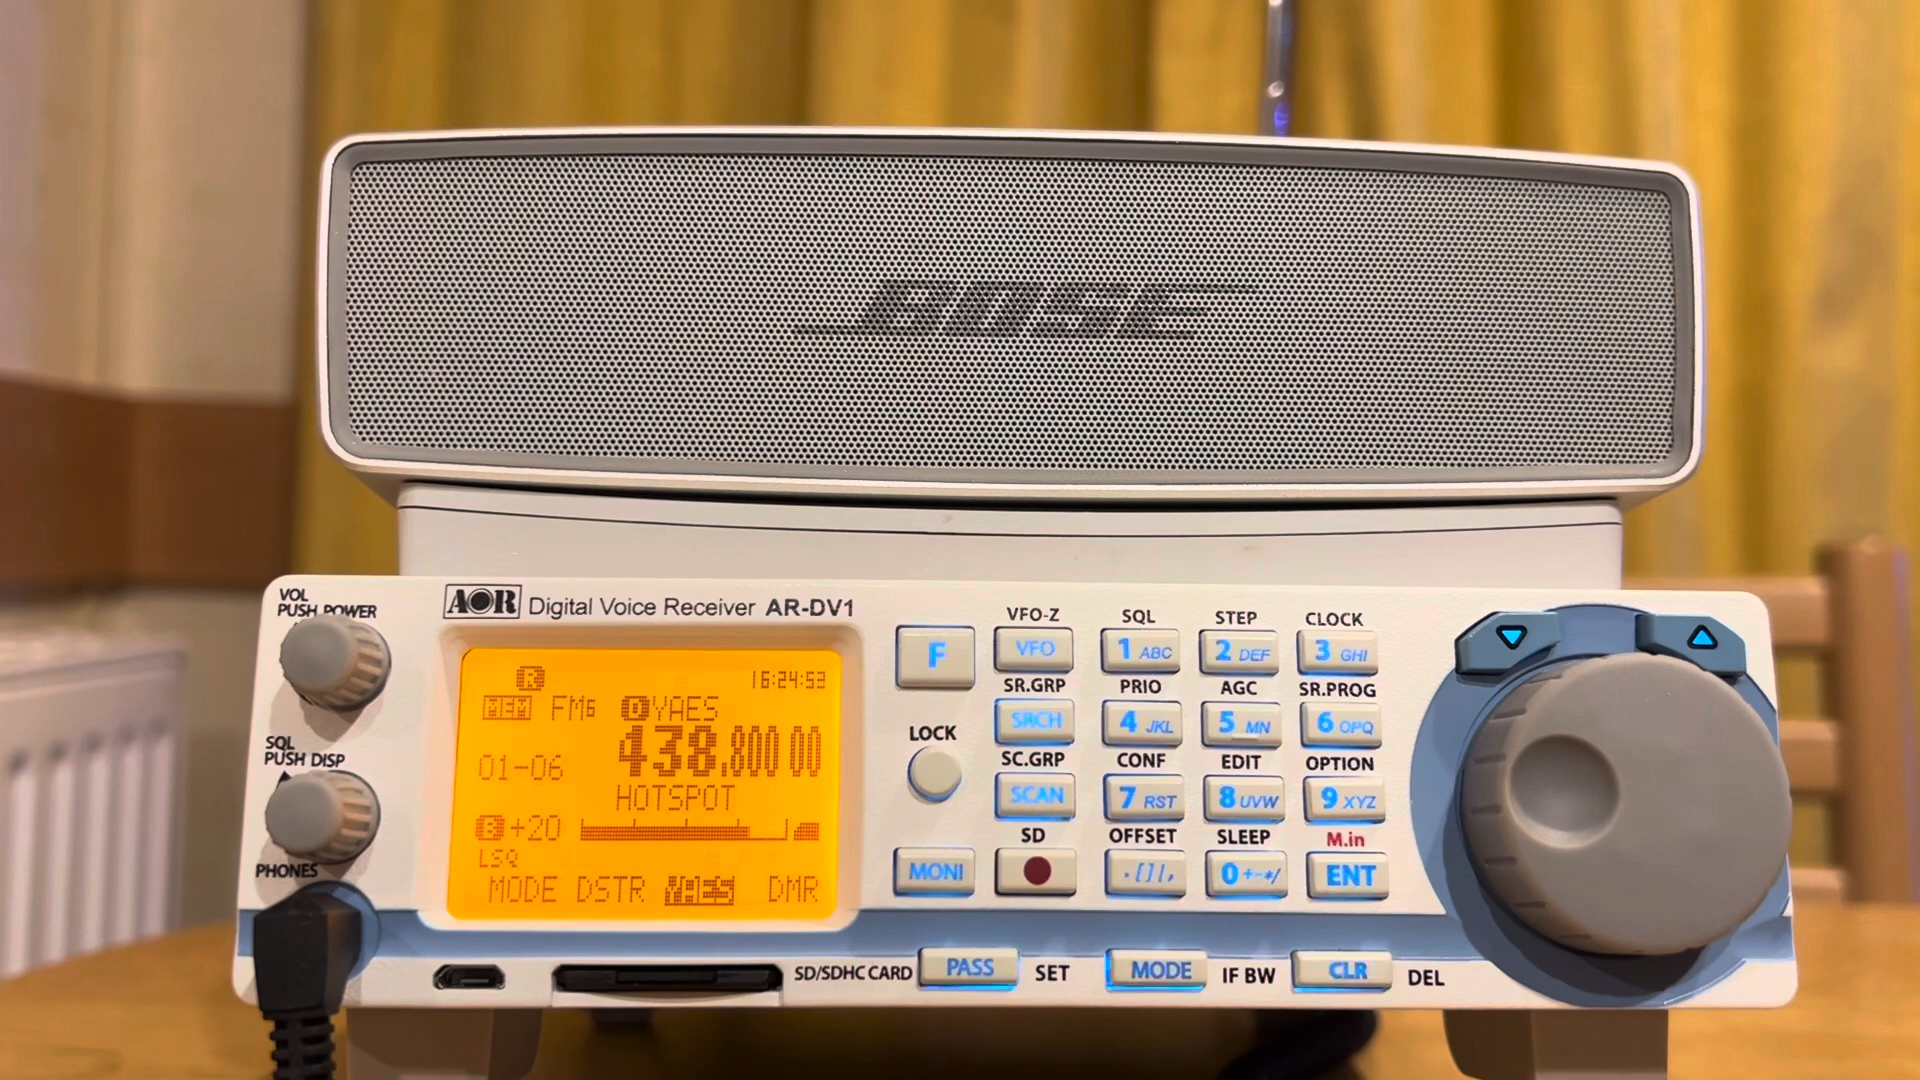 BOSE
VOL
PUSH POWER
AOR Digital Voice Receiver AR-DV1
SQL
PUSH DISP
PHONES
16:24:53
MEM FM6 D YAES
438.800 00
01-06
HOTSPOT
+20
LSQ
MODE DSTR YAES DMR
F
LOCK
MONI
VFO-Z SQL STEP CLOCK
VFO 1 ABC 2 DEF 3 GHI
SR.GRP PRIO AGC SR.PROG
SRCH 4 JKL 5 MN 6 OPQ
SC.GRP CONF EDIT OPTION
SCAN 7 RST 8 UVW 9 XYZ
SD OFFSET SLEEP M.in
0 +-*/ ENT
SD/SDHC CARD PASS SET MODE IF BW CLR DEL